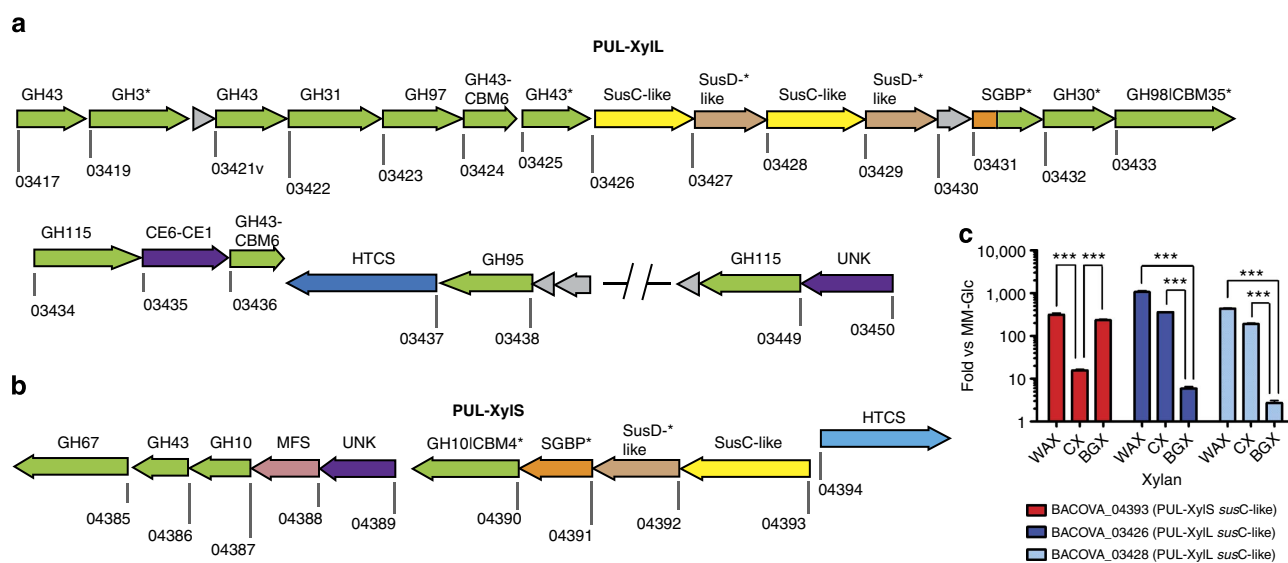 a
PUL-XylL
GH43
GH3*
GH43
GH31
GH97
GH43-
CBM6
GH43*
SusC-like
SusD-*
like
SusC-like
SusD-*
like
SGBP*
GH30*
GH98|CBM35*
03417
03419
03421v
03422
03423
03424
03425
03426
03427
03428
03429
03430
03431
03432
03433
GH115
CE6-CE1
GH43-
CBM6
HTCS
GH95
GH115
UNK
03434
03435
03436
03437
03438
03449
03450
b
PUL-XylS
GH67
GH43
GH10
MFS
UNK
GH10|CBM4*
SGBP*
SusD-*
like
SusC-like
HTCS
04385
04386
04387
04388
04389
04390
04391
04392
04393
04394
c
Fold vs MM-Glc
10,000
1,000
100
10
1
*** ***
***
***
***
***
WAX
CX
BGX
WAX
CX
BGX
WAX
CX
BGX
Xylan
BACOVA_04393 (PUL-XylS susC-like)
BACOVA_03426 (PUL-XylL susC-like)
BACOVA_03428 (PUL-XylL susC-like)